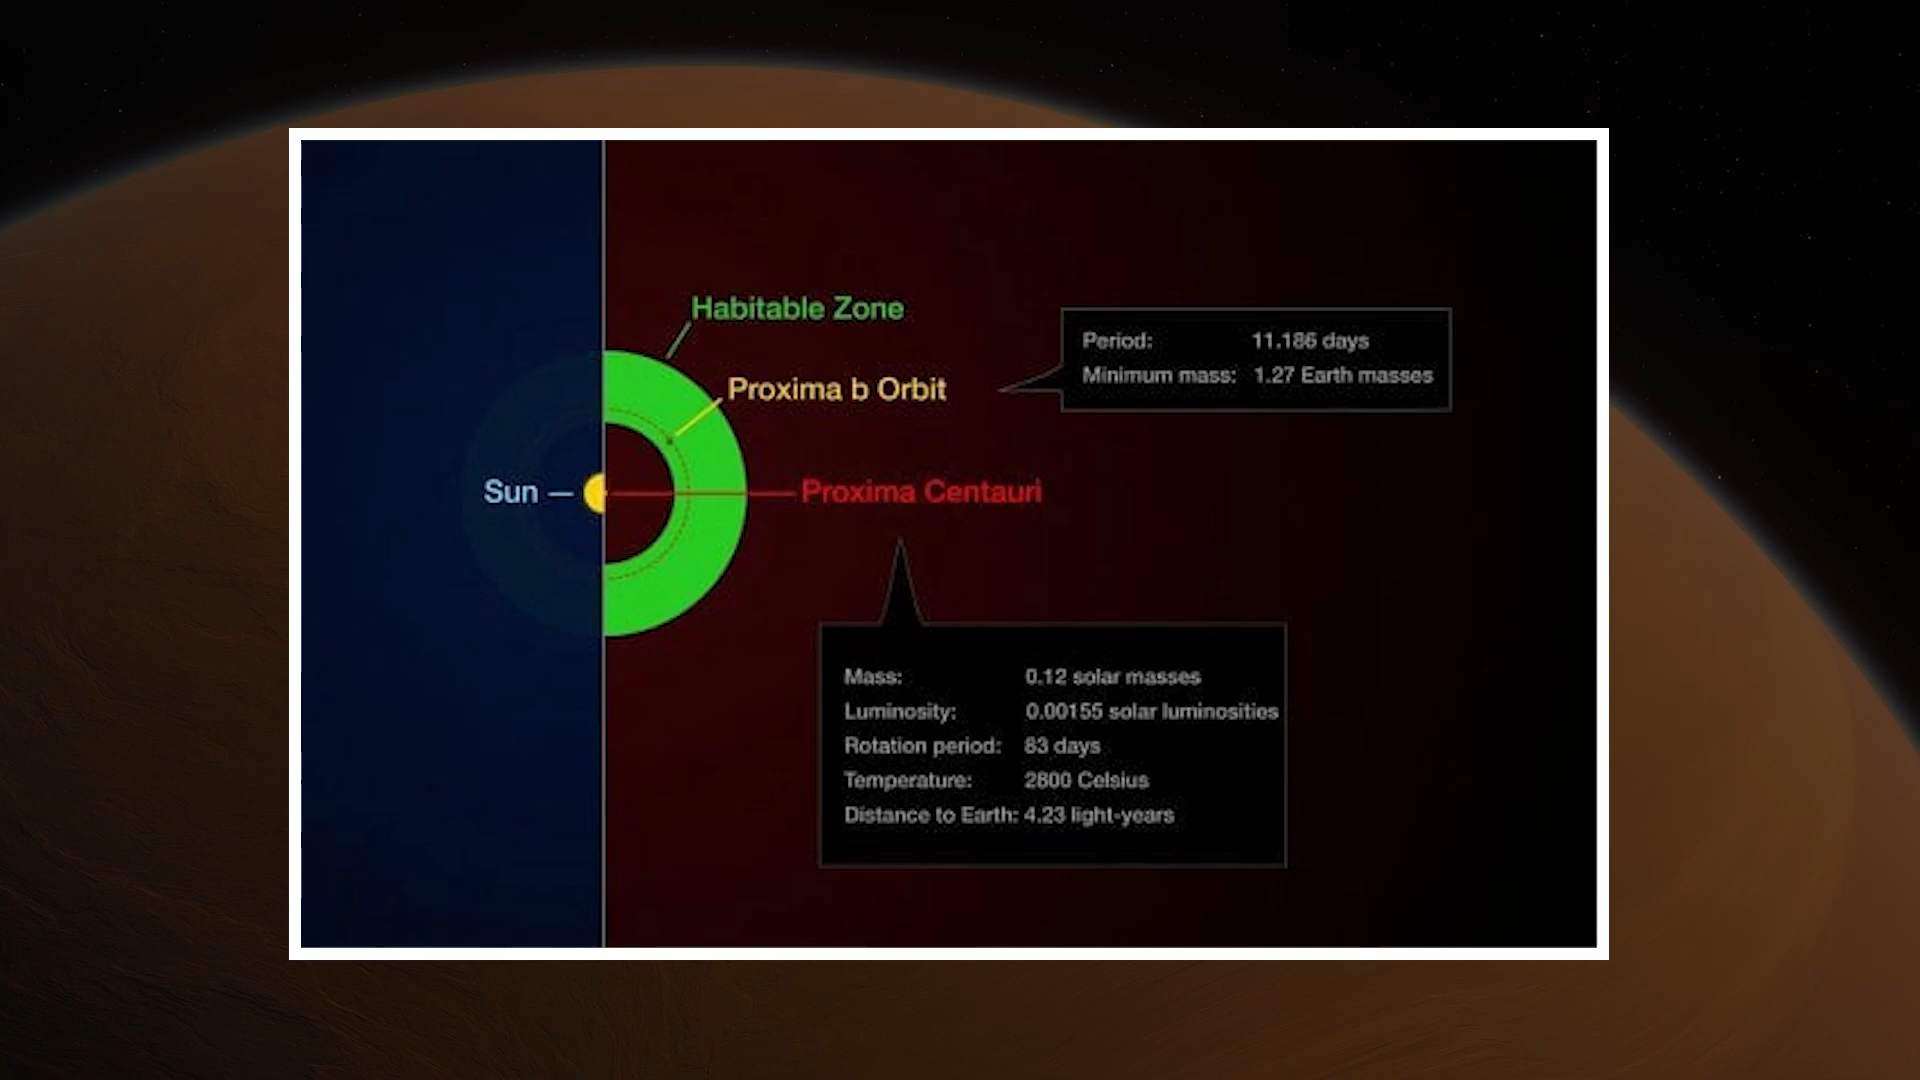 Habitable Zone
Proxima b Orbit
Period: 11.186 days
Minimum mass: 1.27 Earth masses
Sun
Proxima Centauri
Mass: 0.12 solar masses
Luminosity: 0.00155 solar luminosities
Rotation period: 83 days
Temperature: 2800 Celsius
Distance to Earth: 4.23 light-years